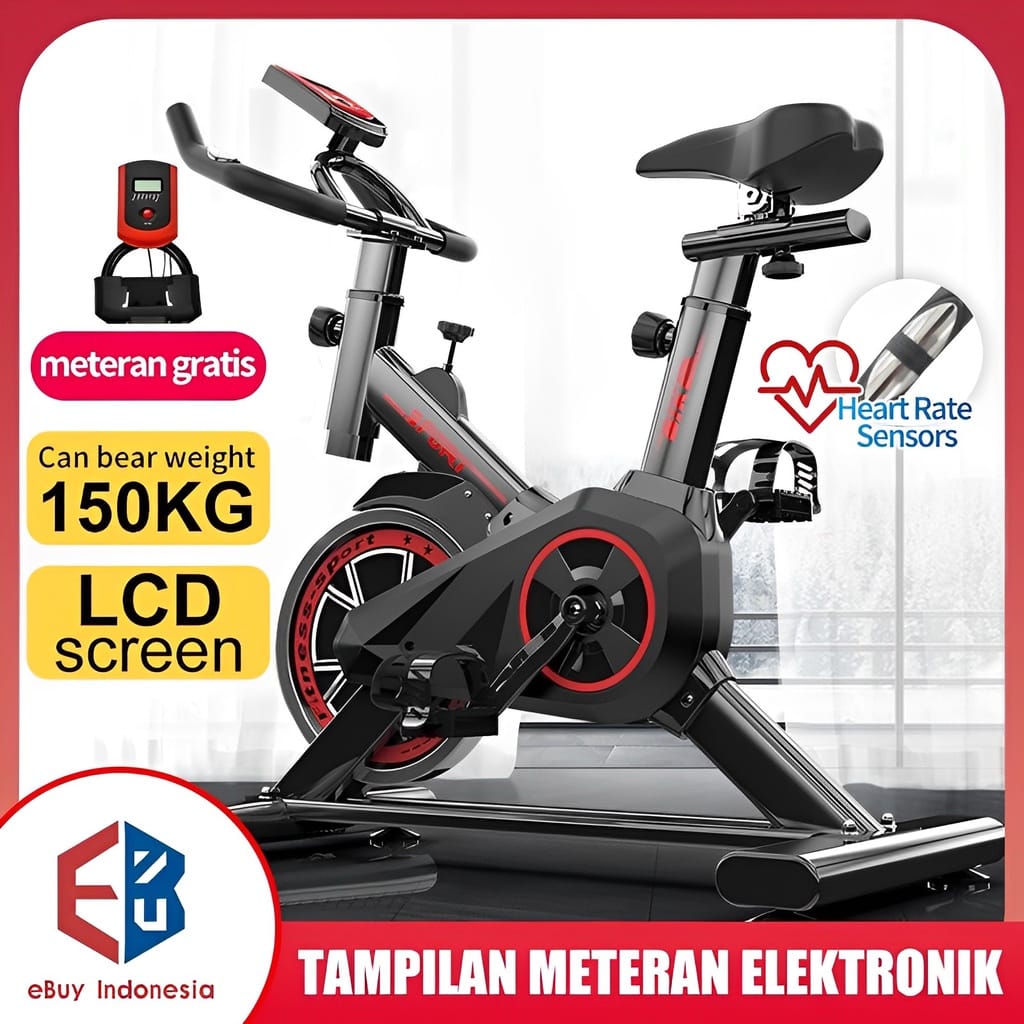 meteran gratis
Can bear weight
150KG
LCD
screen
Heart Rate
Sensors
SPORT
Fitness-sport
EBU
eBuy Indonesia
TAMPILAN METERAN ELEKTRONIK